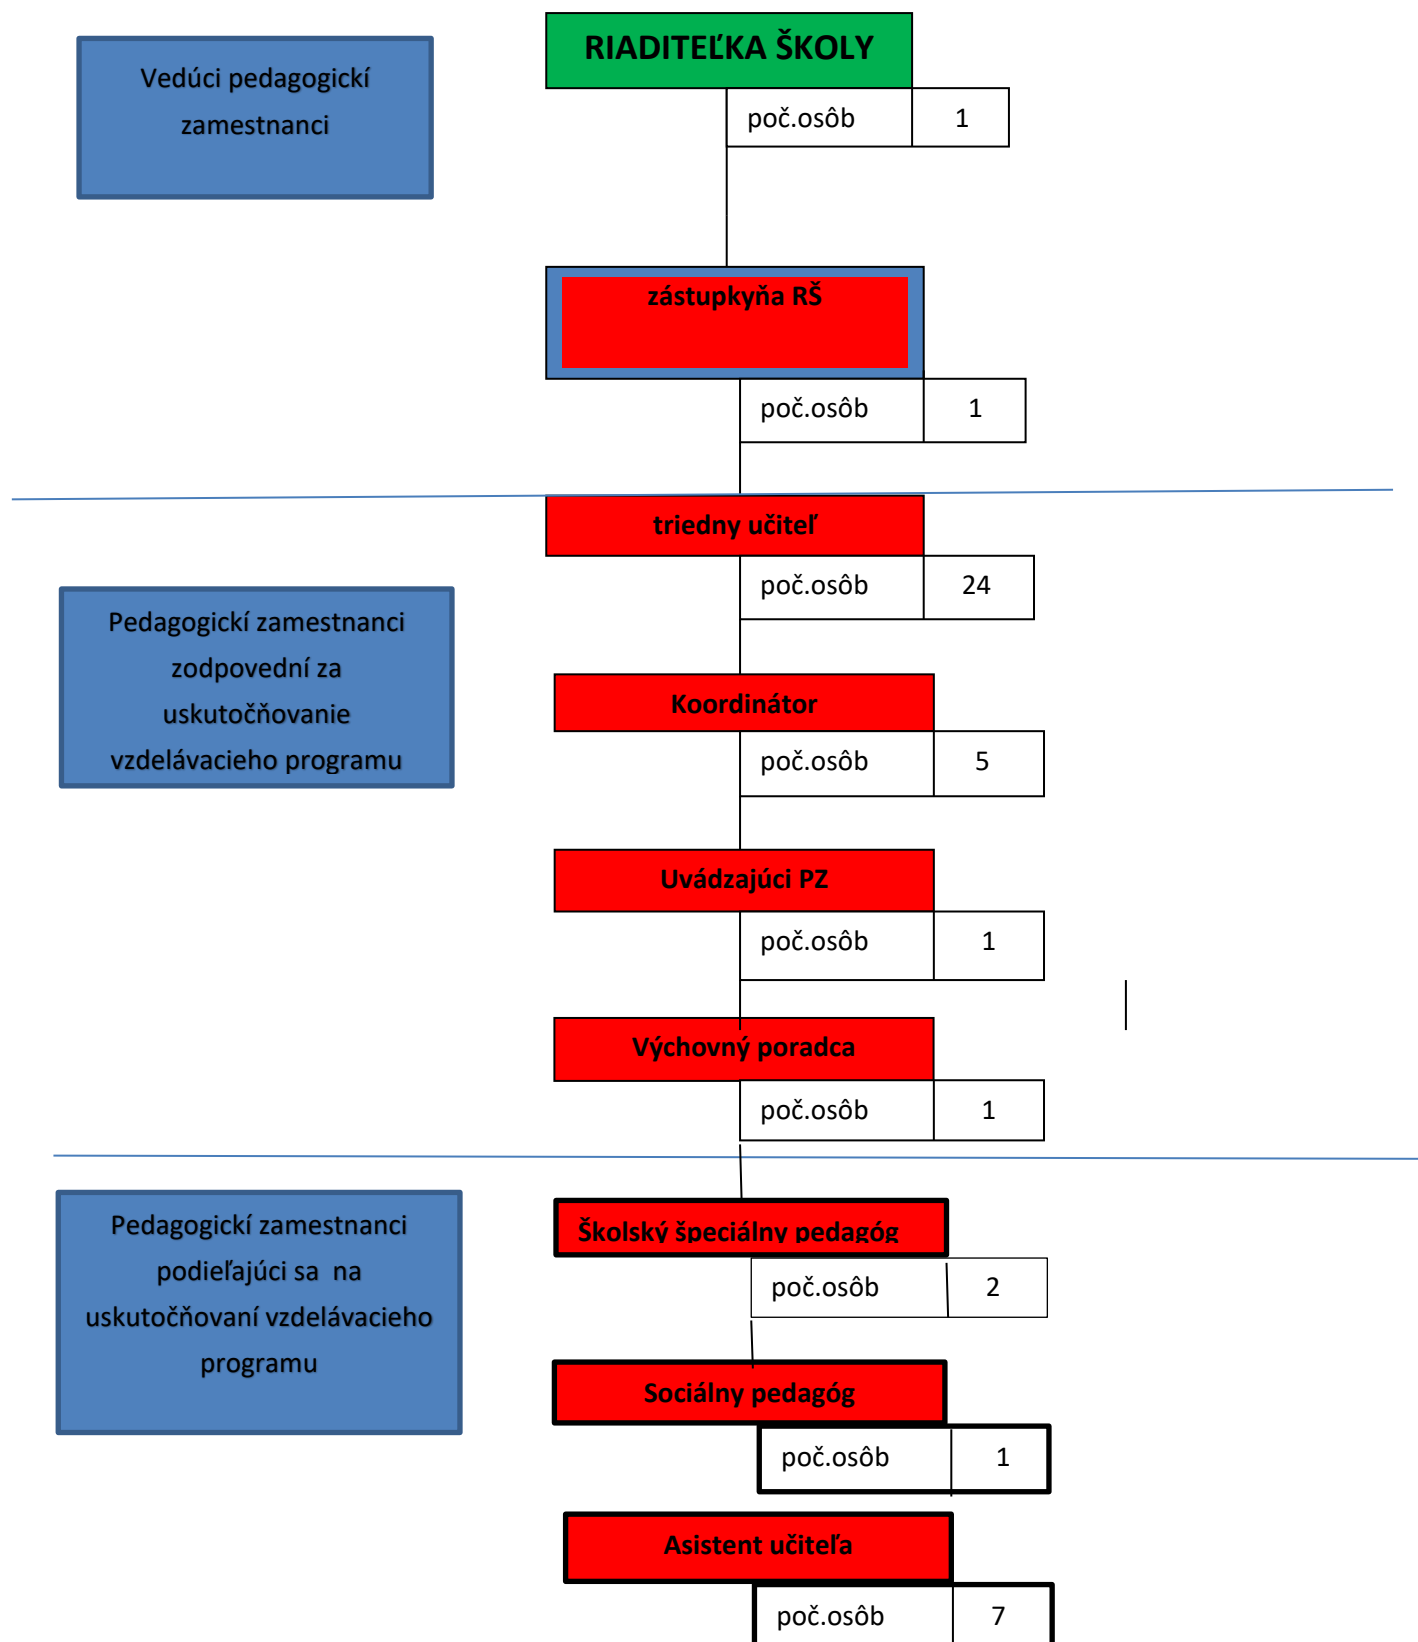 RIADITEĽKA ŠKOLY
Vedúci pedagogickí
zamestnanci
poč.osôb 1
zástupkyňa RŠ
poč.osôb 1
triedny učiteľ
poč.osôb 24
Pedagogickí zamestnanci
zodpovední za
uskutočňovanie
vzdelávacieho programu
Koordinátor
poč.osôb 5
Uvádzajúci PZ
poč.osôb 1
Výchovný poradca
poč.osôb 1
Pedagogickí zamestnanci
podieľajúci sa  na
uskutočňovaní vzdelávacieho
programu
Školský špeciálny pedagóg
poč.osôb 2
Sociálny pedagóg
poč.osôb 1
Asistent učiteľa
poč.osôb 7